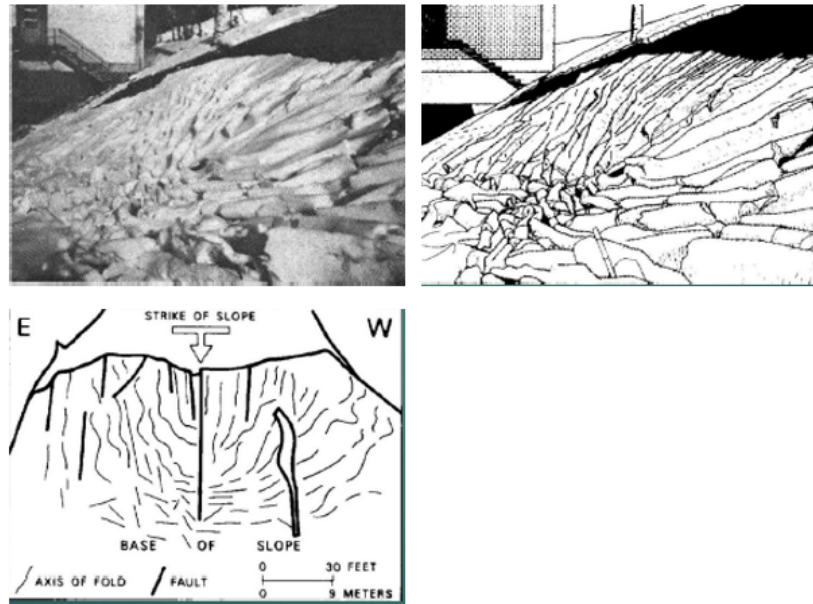 E
STRIKE OF SLOPE
W
BASE OF SLOPE
AXIS OF FOLD
FAULT
0 30 FEET
0 9 METERS